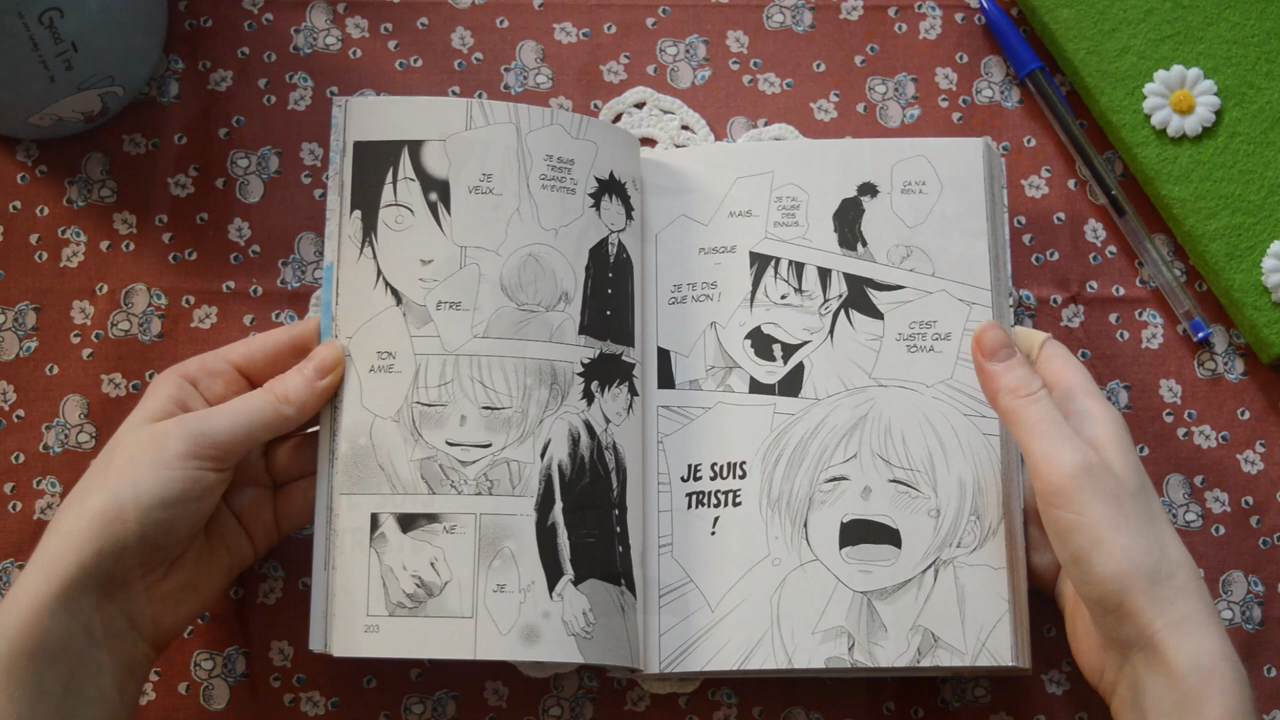 ÇA N'A
RIEN À...
JE T'AI...
CAUSÉ
DES
ENNUIS...
MAIS...
PUISQUE
...
JE TE DIS
QUE NON !
C'EST
JUSTE QUE
TÔMA...
JE SUIS
TRISTE
!
JE SUIS
TRISTE
QUAND TU
M'ÉVITES
JE
VEUX...
ÊTRE...
TON
AMIE...
JE...
NE...
203
Good